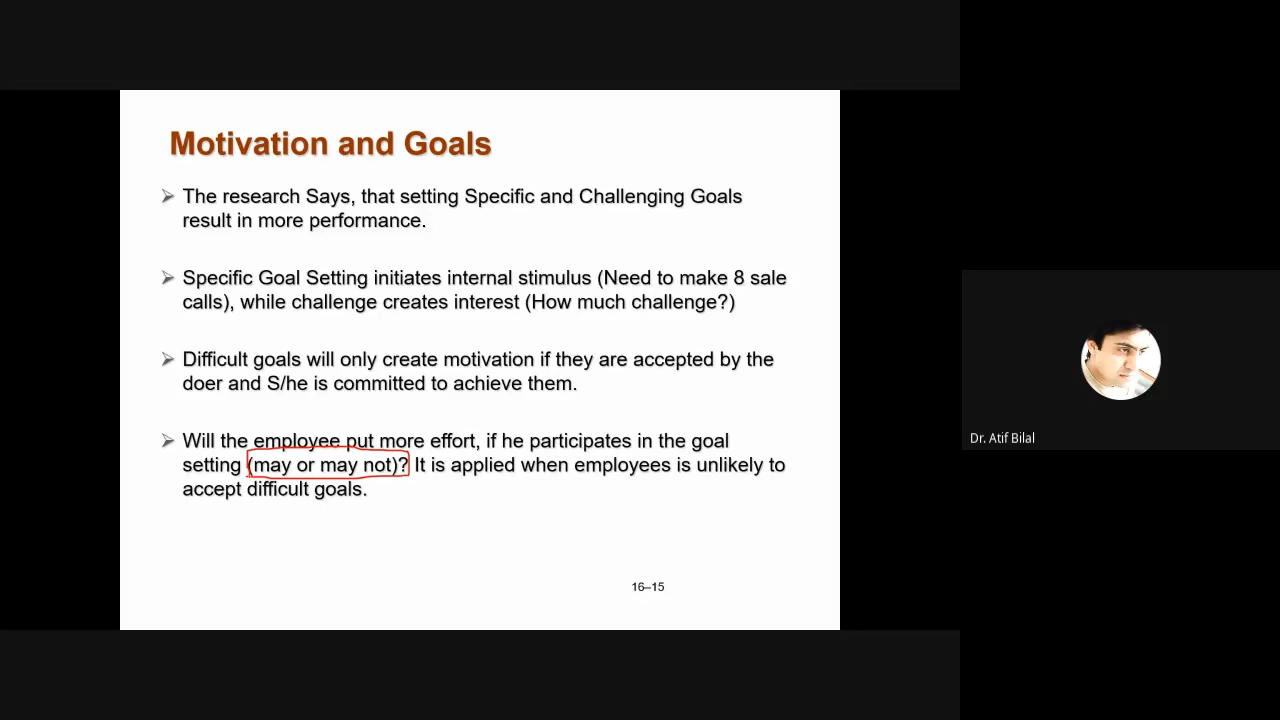 Motivation and Goals
The research Says, that setting Specific and Challenging Goals
result in more performance.
Specific Goal Setting initiates internal stimulus (Need to make 8 sale
calls), while challenge creates interest (How much challenge?)
Difficult goals will only create motivation if they are accepted by the
doer and S/he is committed to achieve them.
Will the employee put more effort, if he participates in the goal
setting (may or may not)? It is applied when employees is unlikely to
accept difficult goals.
16–15
Dr. Atif Bilal